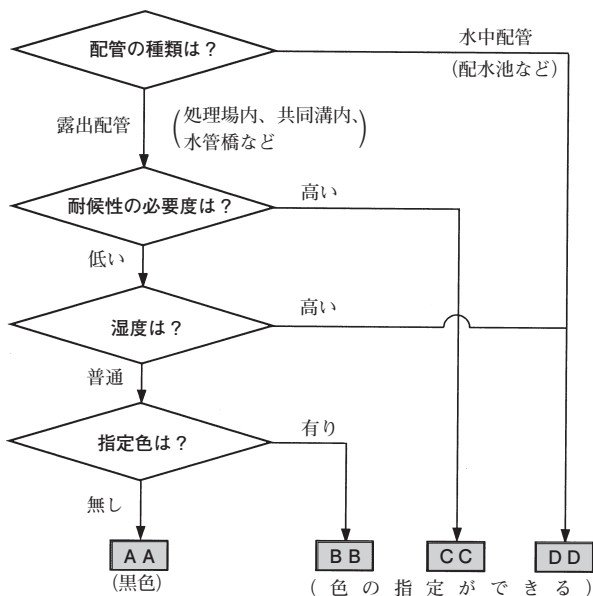 配管の種類は？
水中配管
(配水池など)
露出配管
(処理場内、共同溝内、
水管橋など)
耐候性の必要度は？
高い
低い
湿度は？
高い
普通
指定色は？
有り
無し
AA
BB
CC
DD
(黒色)
(色の指定ができる)